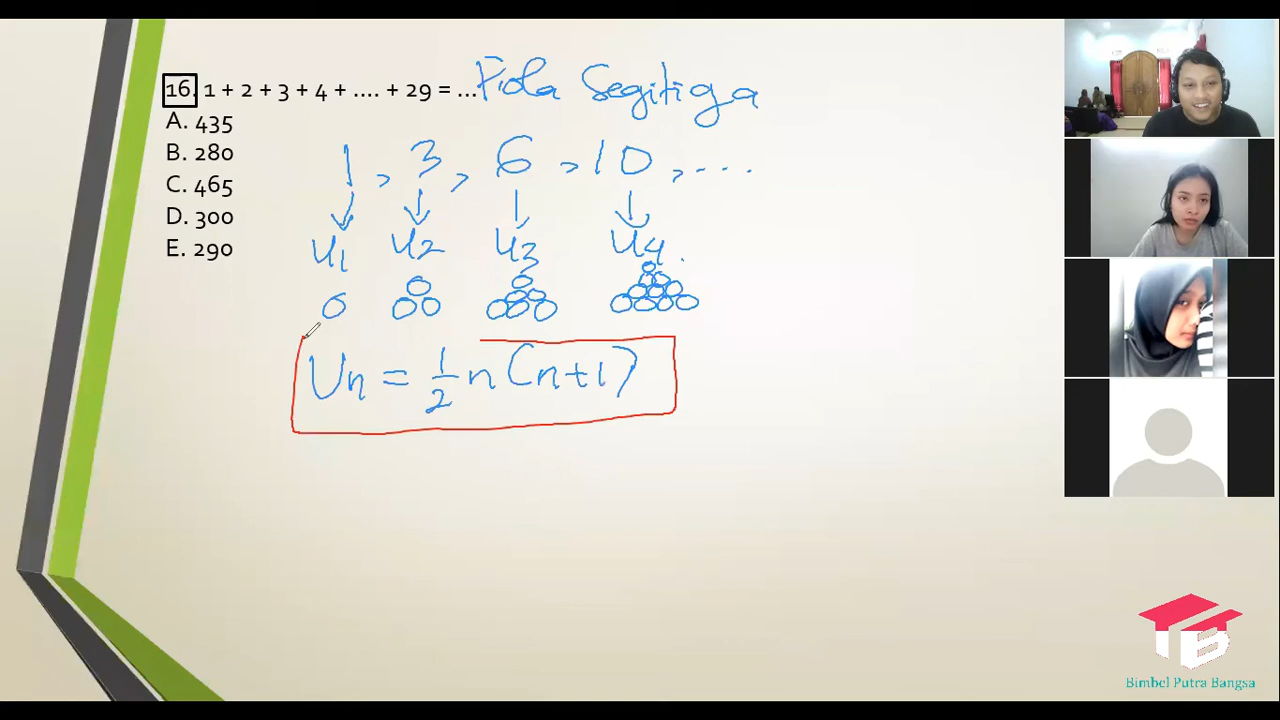 16. 1 + 2 + 3 + 4 + .... + 29 = ...
Pola Segitiga
A. 435
B. 280
C. 465
D. 300
E. 290
1 , 3 , 6 , 10 , ....
U1 U2 U3 U4
Un = 1/2 n (n+1)
TB
Bimbel Putra Bangsa